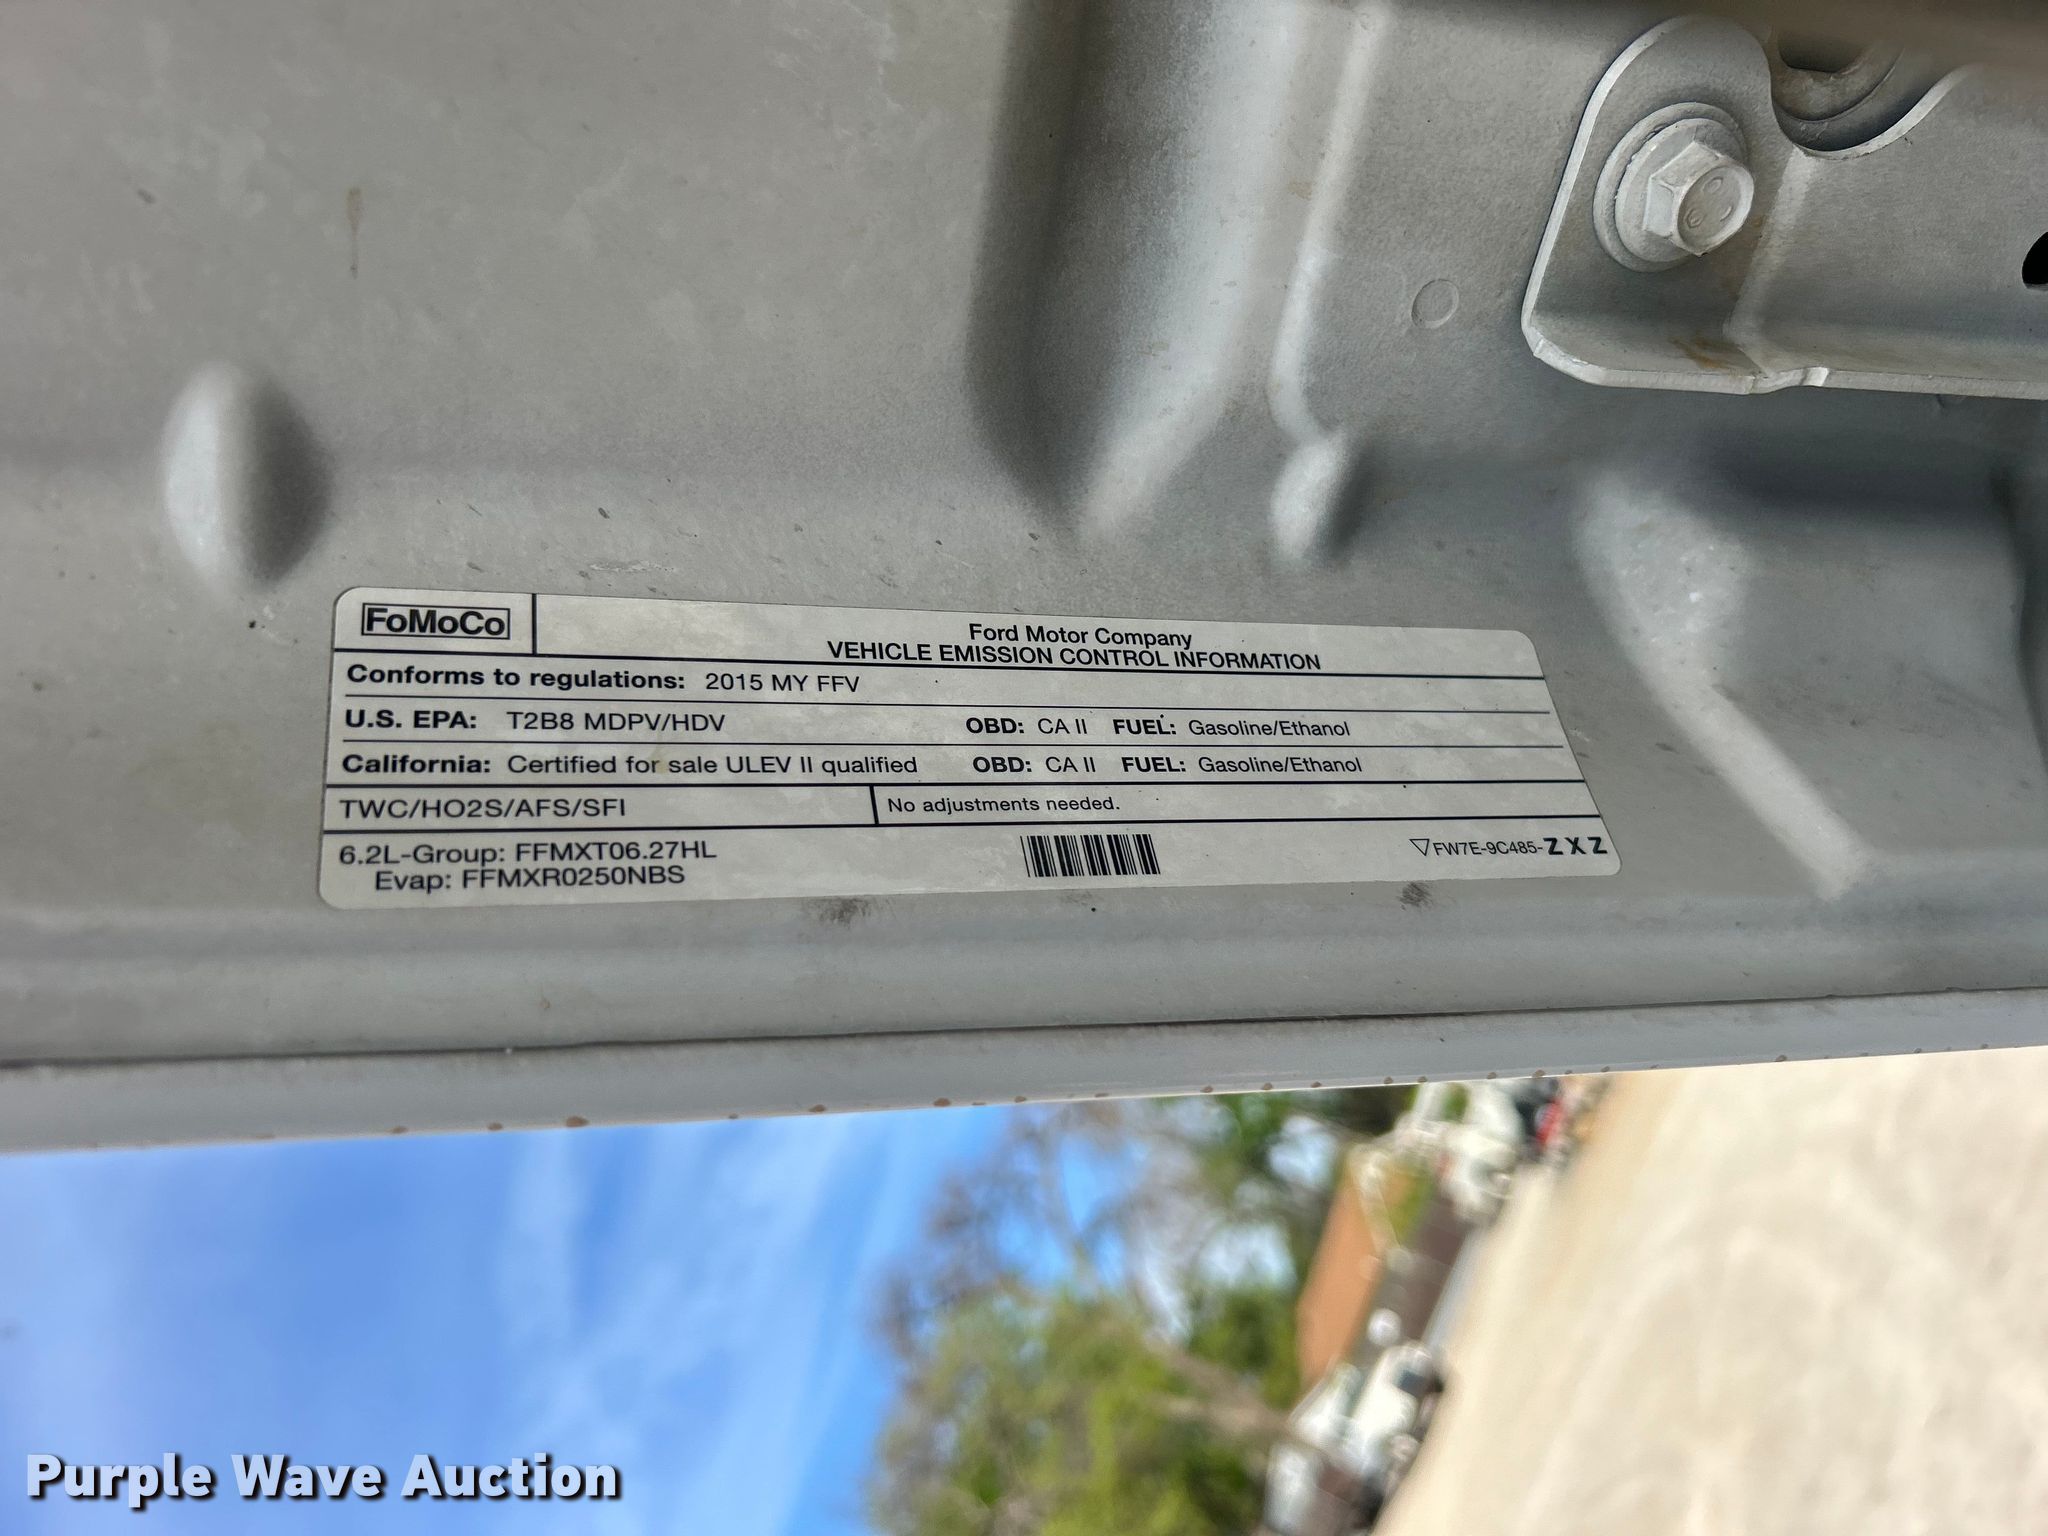 FoMoCo
Ford Motor Company
VEHICLE EMISSION CONTROL INFORMATION
Conforms to regulations: 2015 MY FFV
U.S. EPA: T2B8 MDPV/HDV OBD: CA II FUEL: Gasoline/Ethanol
California: Certified for sale ULEV II qualified OBD: CA II FUEL: Gasoline/Ethanol
TWC/HO2S/AFS/SFI No adjustments needed.
6.2L-Group: FFMXT06.27HL
Evap: FFMXR0250NBS
FW7E-9C485-ZXZ
Purple Wave Auction